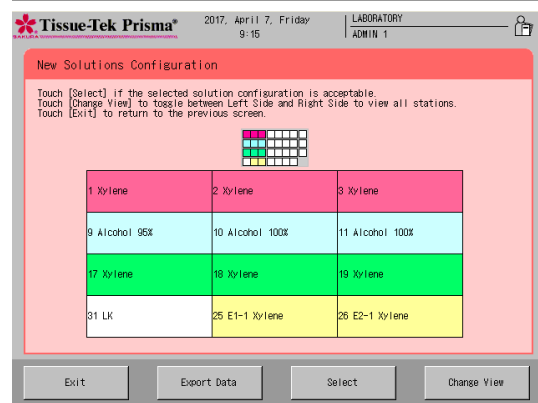 Tissue-Tek Prisma®
SAKURA
2017, April 7, Friday
9:15
LABORATORY
ADMIN 1
New Solutions Configuration
Touch [Select] if the selected solution configuration is acceptable.
Touch [Change View] to toggle between Left Side and Right Side to view all stations.
Touch [Exit] to return to the previous screen.
1 Xylene 2 Xylene 3 Xylene
9 Alcohol 95% 10 Alcohol 100% 11 Alcohol 100%
17 Xylene 18 Xylene 19 Xylene
31 LK 25 E1-1 Xylene 26 E2-1 Xylene
Exit Export Data Select Change View